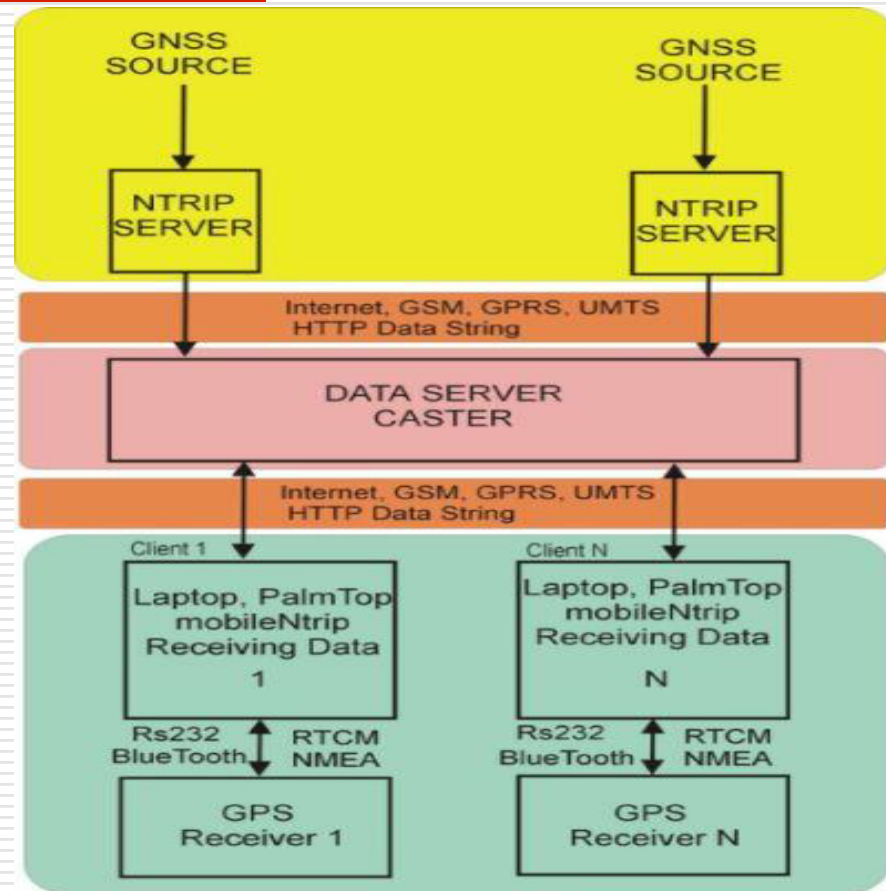 GNSS
SOURCE
GNSS
SOURCE
NTRIP
SERVER
NTRIP
SERVER
Internet, GSM, GPRS, UMTS
HTTP Data String
DATA SERVER
CASTER
Internet, GSM, GPRS, UMTS
HTTP Data String
Client 1
Client N
Laptop, PalmTop
mobileNtrip
Receiving Data
1
Laptop, PalmTop
mobileNtrip
Receiving Data
N
Rs232
BlueTooth
RTCM
NMEA
Rs232
BlueTooth
RTCM
NMEA
GPS
Receiver 1
GPS
Receiver N